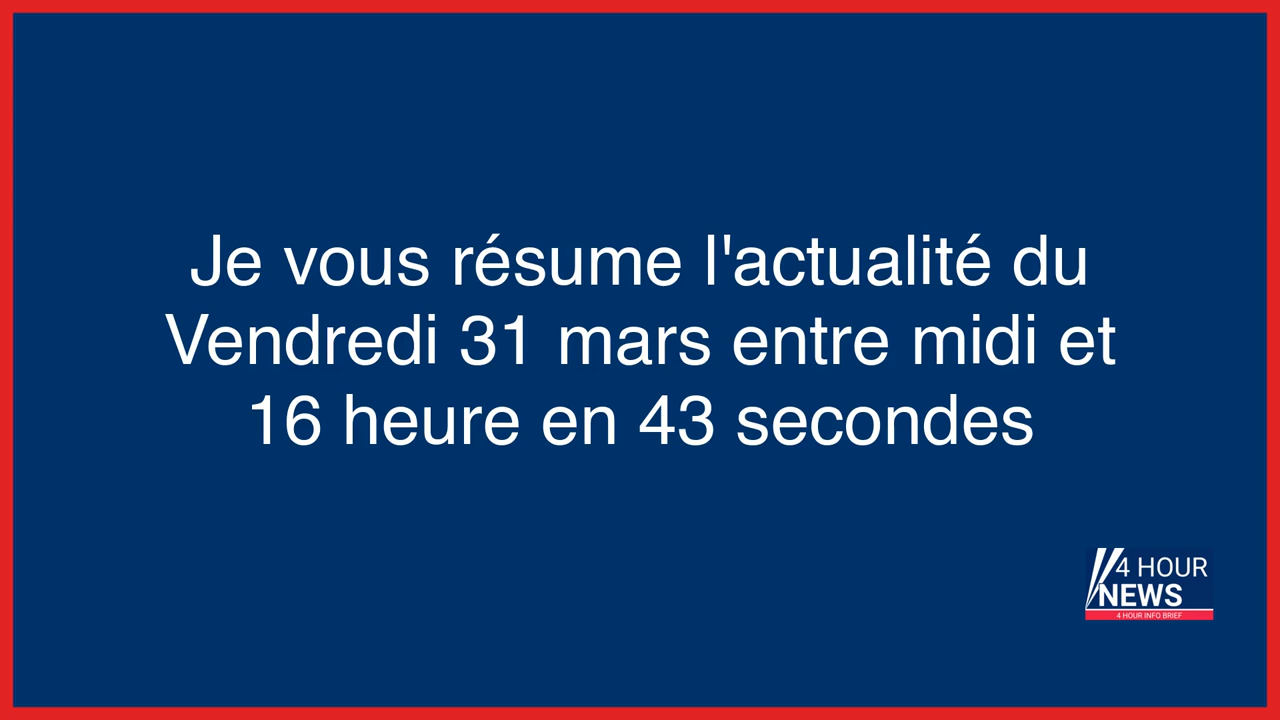 Je vous résume l'actualité du
Vendredi 31 mars entre midi et
16 heure en 43 secondes
4 HOUR
NEWS
4 HOUR INFO BRIEF